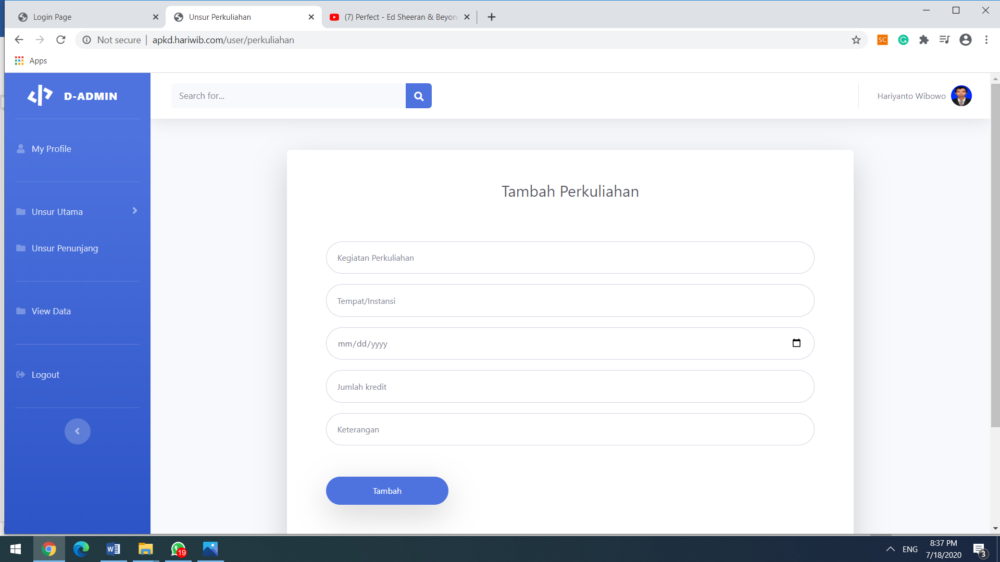 Login Page
Unsur Perkuliahan
(7) Perfect - Ed Sheeran & Beyon
Not secure | apkd.hariwib.com/user/perkuliahan
SC
Apps
D-ADMIN
Search for...
Hariyanto Wibowo
My Profile
Unsur Utama
Unsur Penunjang
View Data
Logout
Tambah Perkuliahan
Kegiatan Perkuliahan
Tempat/Instansi
mm/dd/yyyy
Jumlah kredit
Keterangan
Tambah
19
ENG
8:37 PM
7/18/2020
3